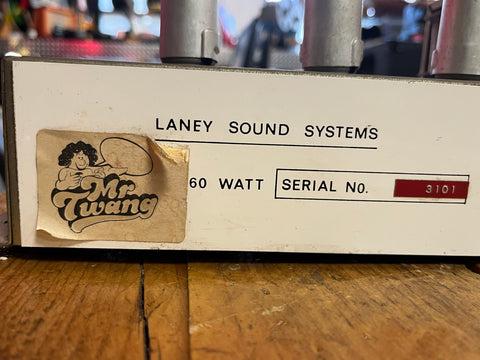 LANEY SOUND SYSTEMS
60 WATT SERIAL NO. 3101
Mr
Twang